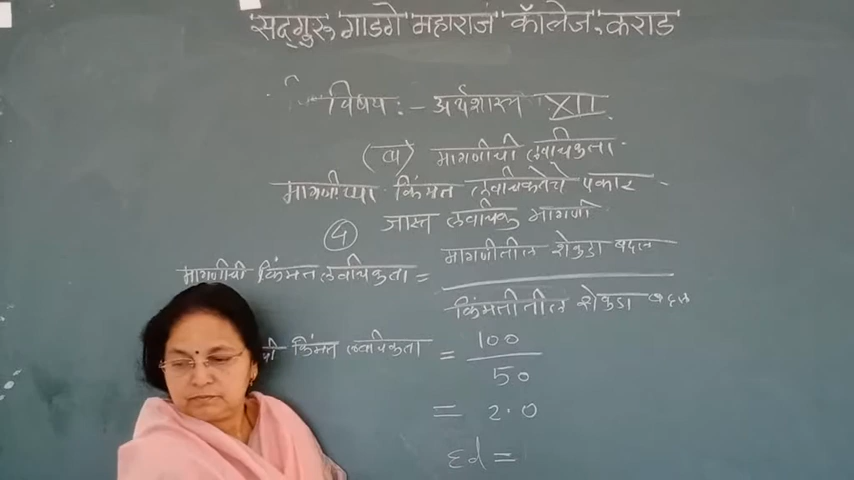 सद्गुरू गाडगे महाराज कॉलेज, कराड
विषय :- अर्थशास्त्र XII
(ब) मागणीची लवचिकता
मागणीच्या किंमत लवचिकतेचे प्रकार
जास्त लवचिक मागणी
मागणीची किंमत लवचिकता = मागणीतील शेकडा बदल
किंमतीतील शेकडा बदल
किंमत लवचिकता = 100
50
= 2.0
Ed =